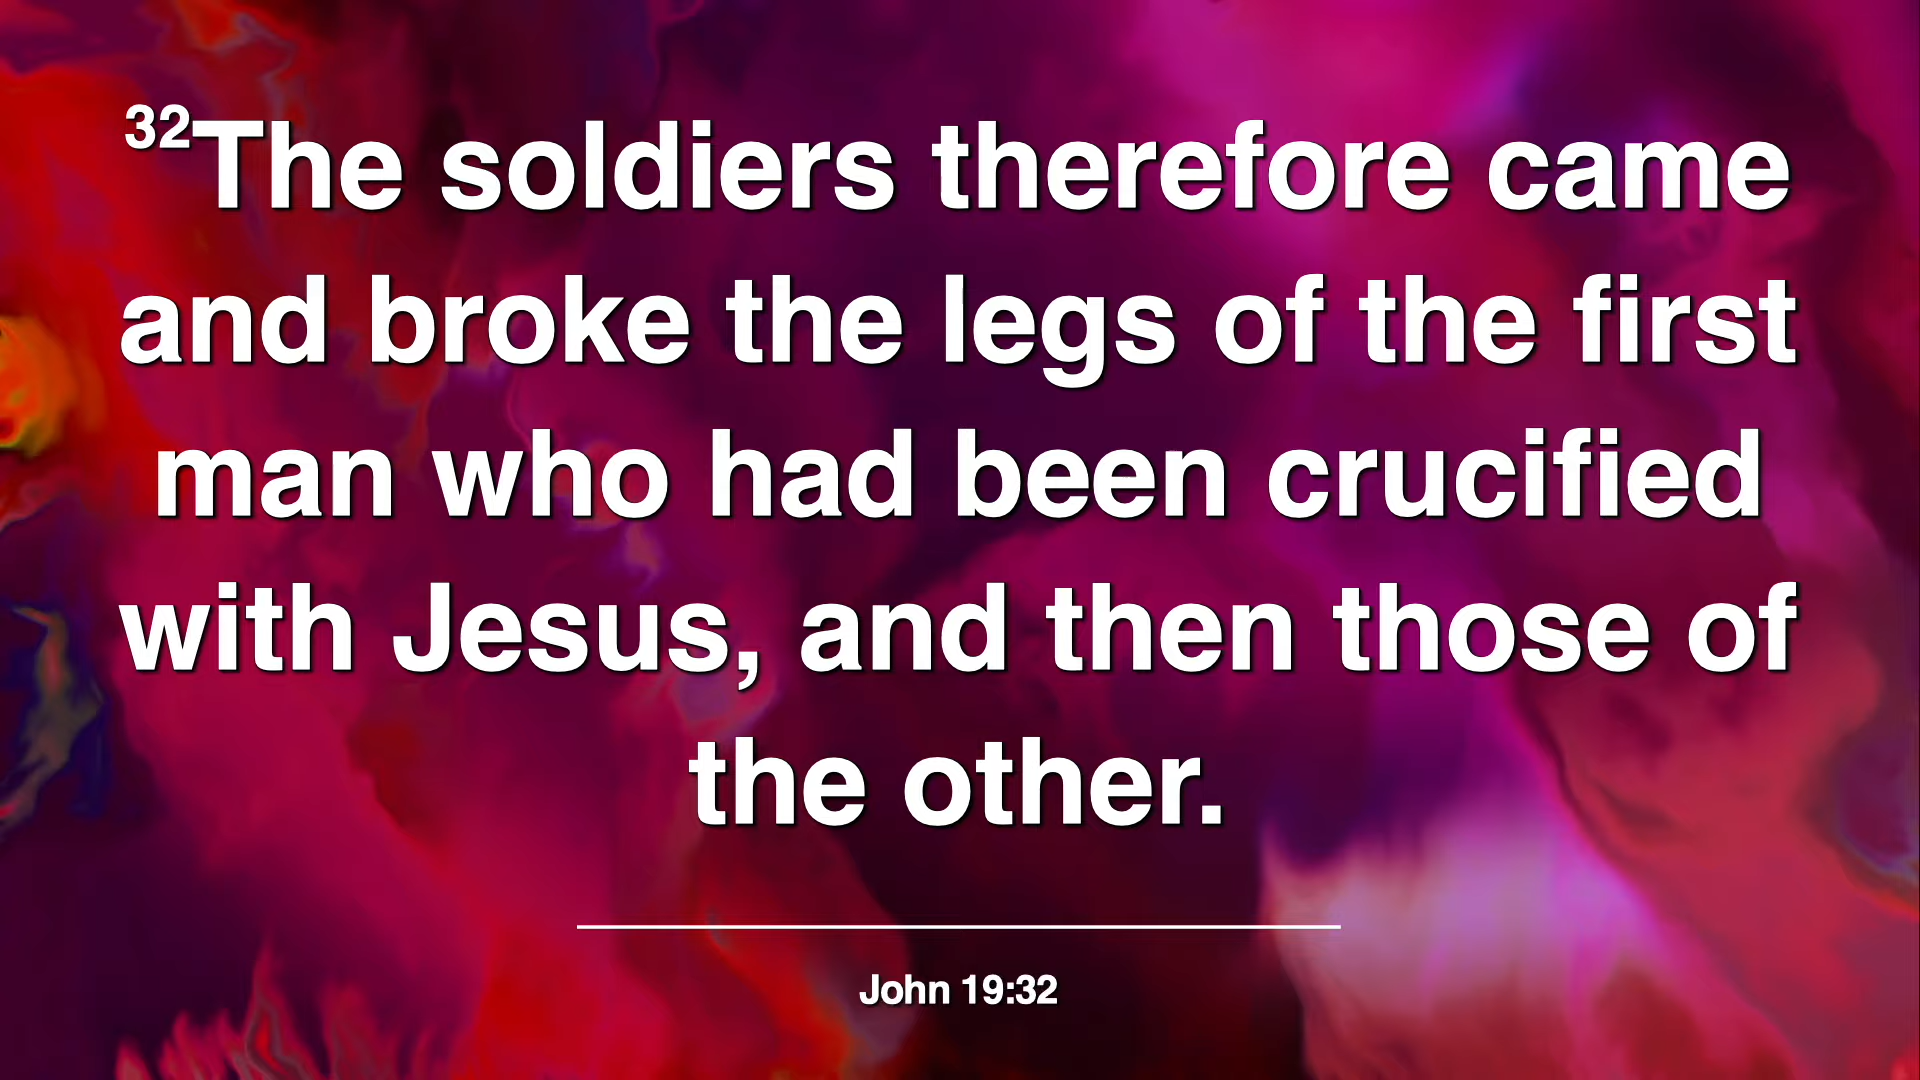 32The soldiers therefore came
and broke the legs of the first
man who had been crucified
with Jesus, and then those of
the other.
John 19:32